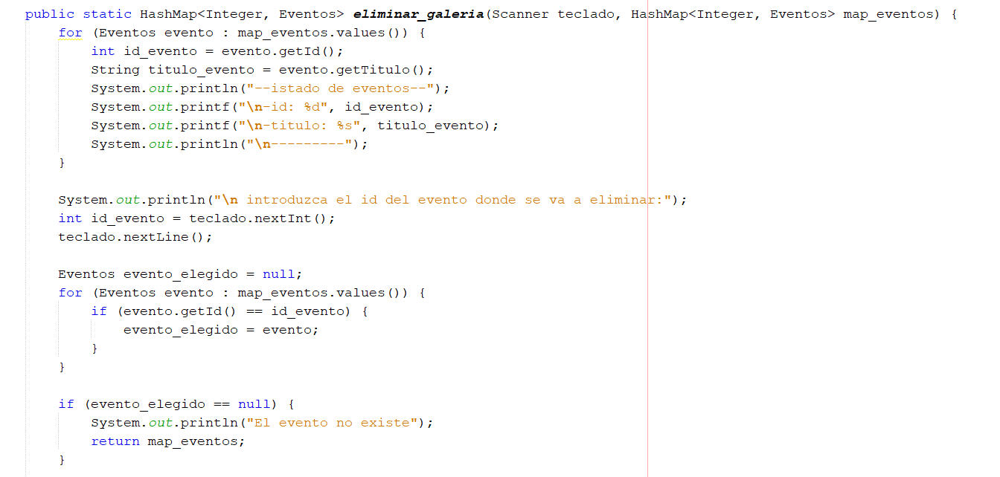 public static HashMap<Integer, Eventos> eliminar_galeria(Scanner teclado, HashMap<Integer, Eventos> map_eventos) {
for (Eventos evento : map_eventos.values()) {
int id_evento = evento.getId();
String titulo_evento = evento.getTitulo();
System.out.println("--istado de eventos--");
System.out.printf("\n-id: %d", id_evento);
System.out.printf("\n-titulo: %s", titulo_evento);
System.out.println("\n---------");
}
System.out.println("\n introduzca el id del evento donde se va a eliminar:");
int id_evento = teclado.nextInt();
teclado.nextLine();
Eventos evento_elegido = null;
for (Eventos evento : map_eventos.values()) {
if (evento.getId() == id_evento) {
evento_elegido = evento;
}
}
if (evento_elegido == null) {
System.out.println("El evento no existe");
return map_eventos;
}